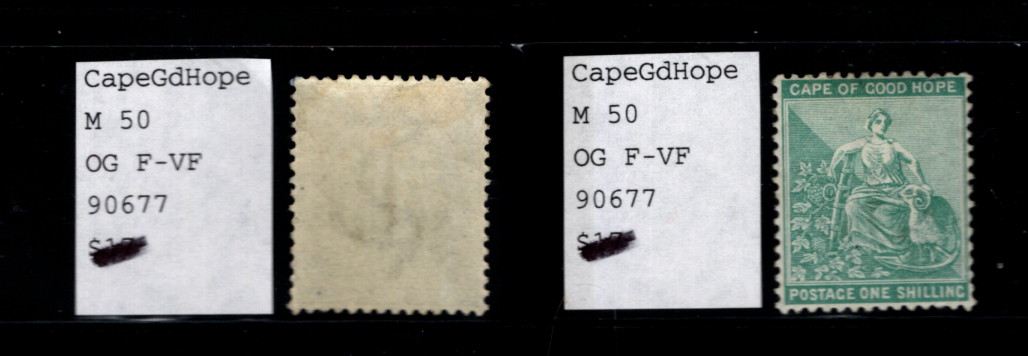 CapeGdHope
M 50
OG F-VF
90677
CapeGdHope
M 50
OG F-VF
90677
CAPE OF GOOD HOPE
POSTAGE ONE SHILLING